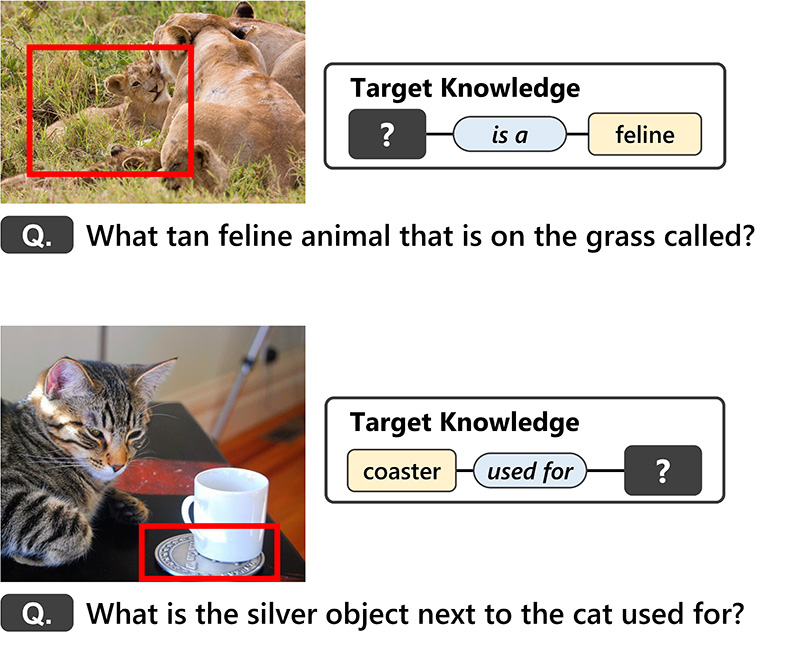 Target Knowledge
? is a feline
Q. What tan feline animal that is on the grass called?
Target Knowledge
coaster used for ?
Q. What is the silver object next to the cat used for?